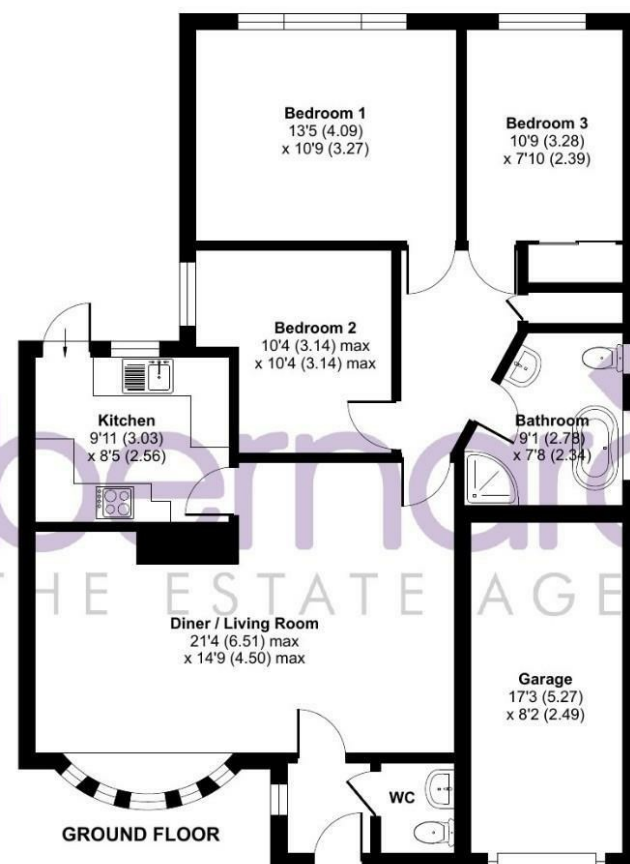 Bedroom 1
13'5 (4.09)
x 10'9 (3.27)
Bedroom 3
10'9 (3.28)
x 7'10 (2.39)
Bedroom 2
10'4 (3.14) max
x 10'4 (3.14) max
Kitchen
9'11 (3.03)
x 8'5 (2.56)
Bathroom
9'1 (2.78)
x 7'8 (2.34)
THE ESTATE AGE
Diner / Living Room
21'4 (6.51) max
x 14'9 (4.50) max
Garage
17'3 (5.27)
x 8'2 (2.49)
WC
GROUND FLOOR